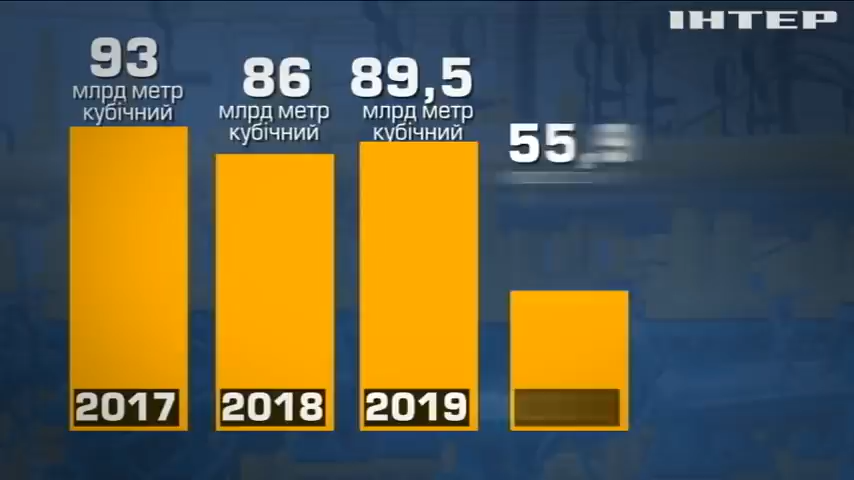 ІНТЕР
93
млрд метр
кубічний
86
млрд метр
кубічний
89,5
млрд метр
кубічний
2017
2018
2019